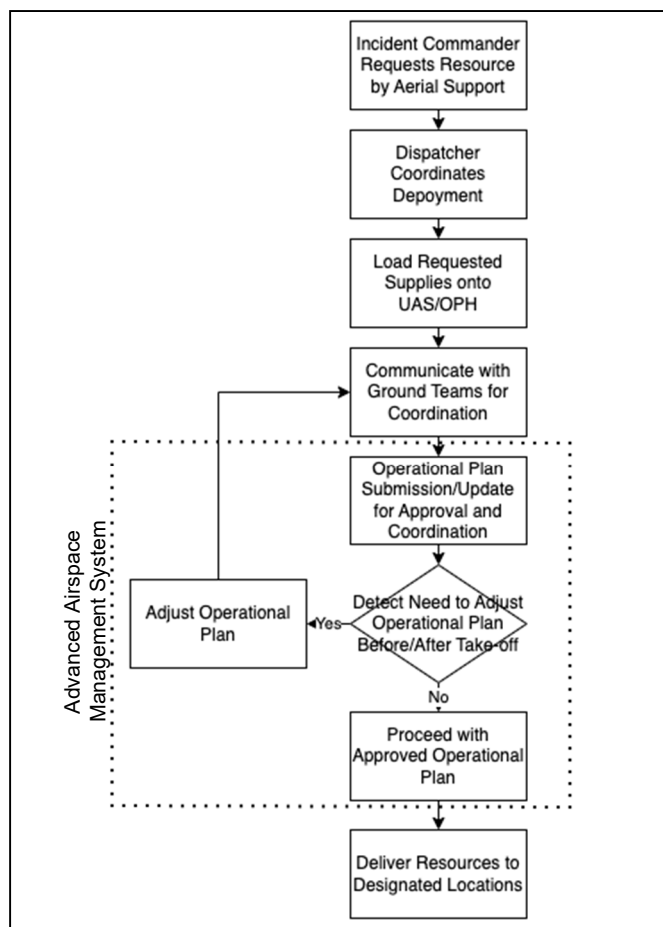 Incident Commander
Requests Resource
by Aerial Support
Dispatcher
Coordinates
Depoyment
Load Requested
Supplies onto
UAS/OPH
Communicate with
Ground Teams for
Coordination
Operational Plan
Submission/Update
for Approval and
Coordination
Detect Need to Adjust
Operational Plan
Before/After Take-off
Yes
Adjust Operational
Plan
No
Proceed with
Approved Operational
Plan
Advanced Airspace
Management System
Deliver Resources to
Designated Locations